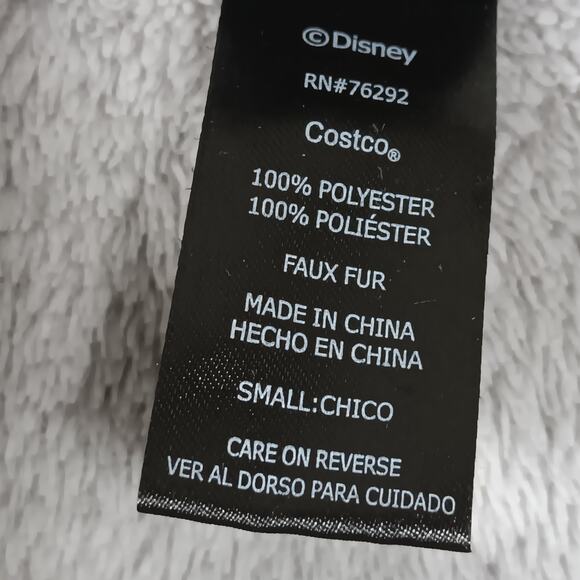 ©Disney
RN#76292
Costco®
100% POLYESTER
100% POLIÉSTER
FAUX FUR
MADE IN CHINA
HECHO EN CHINA
SMALL:CHICO
CARE ON REVERSE
VER AL DORSO PARA CUIDADO